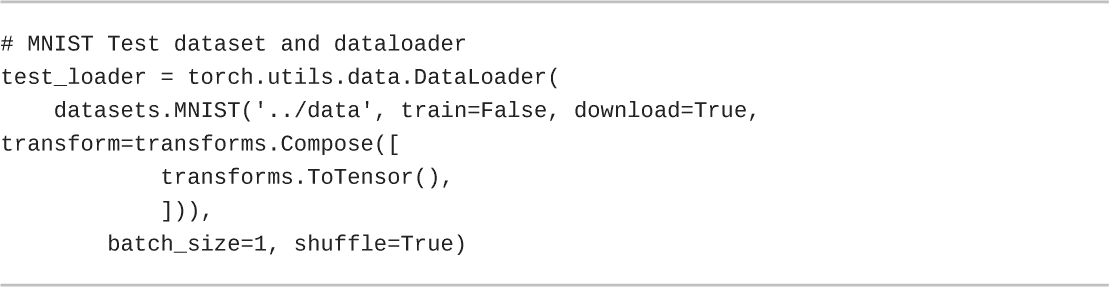 # MNIST Test dataset and dataloader
test_loader = torch.utils.data.DataLoader(
    datasets.MNIST('../data', train=False, download=True,
transform=transforms.Compose([
            transforms.ToTensor(),
            ])),
        batch_size=1, shuffle=True)